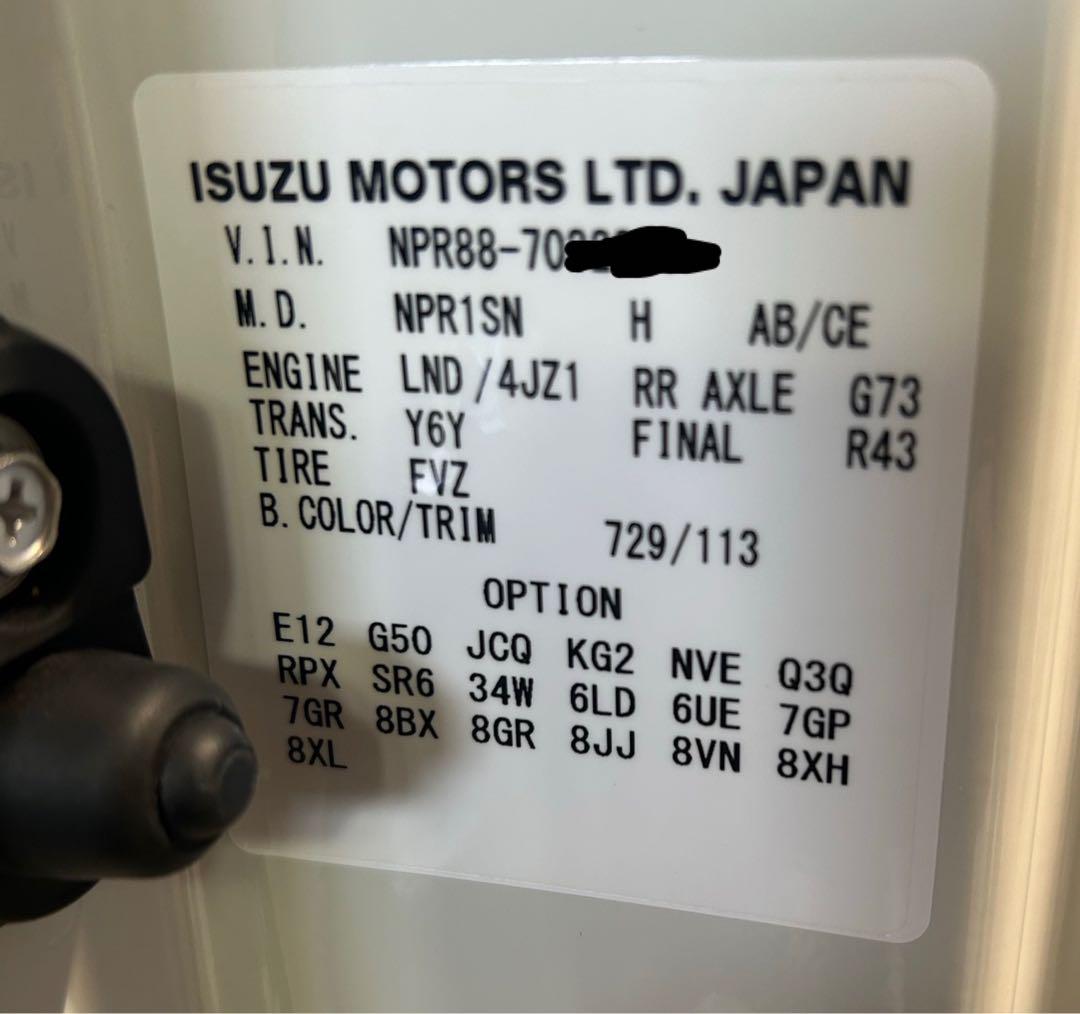 ISUZU MOTORS LTD. JAPAN
V.I.N. NPR88-70
M.D. NPR1SN H AB/CE
ENGINE LND/4JZ1 RR AXLE G73
TRANS. Y6Y FINAL R43
TIRE FVZ
B.COLOR/TRIM 729/113
OPTION
E12 G50 JCQ KG2 NVE Q3Q
RPX SR6 34W 6LD 6UE 7GP
7GR 8BX 8GR 8JJ 8VN 8XH
8XL